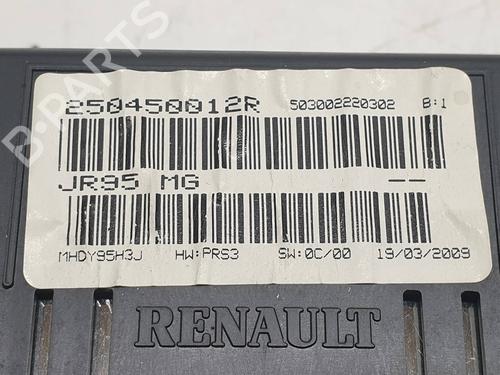 250450012R 503002220302 B:1
JR95 MG --
MHDY95H3J HW:PRS3 SW:0C/00 19/03/2009
RENAULT
B-PARTS